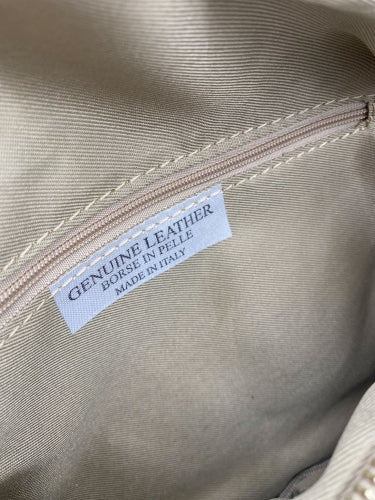 GENUINE LEATHER
BORSE IN PELLE
MADE IN ITALY